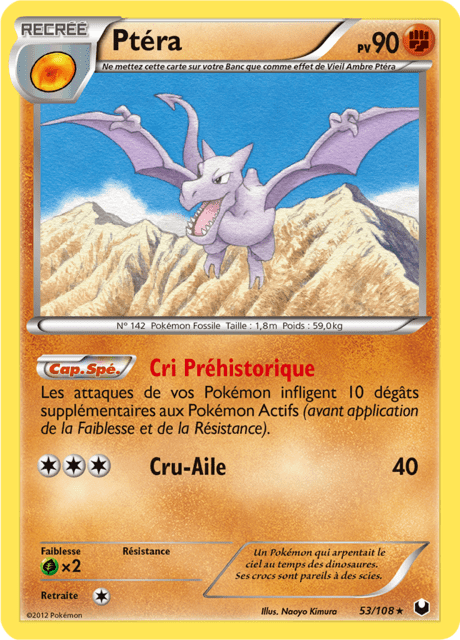 RECRÉÉ
Ptéra
PV 90
Ne mettez cette carte sur votre Banc que comme effet de Vieil Ambre Ptéra
N° 142 Pokémon Fossile Taille : 1,8m Poids : 59,0kg
Cap. Spé. Cri Préhistorique
Les attaques de vos Pokémon infligent 10 dégâts
supplémentaires aux Pokémon Actifs (avant application
de la Faiblesse et de la Résistance).
Cru-Aile 40
Faiblesse Résistance
×2
Retraite
Un Pokémon qui arpentait le
ciel au temps des dinosaures.
Ses crocs sont pareils à des scies.
©2012 Pokémon
Illus. Naoyo Kimura
53/108 ★